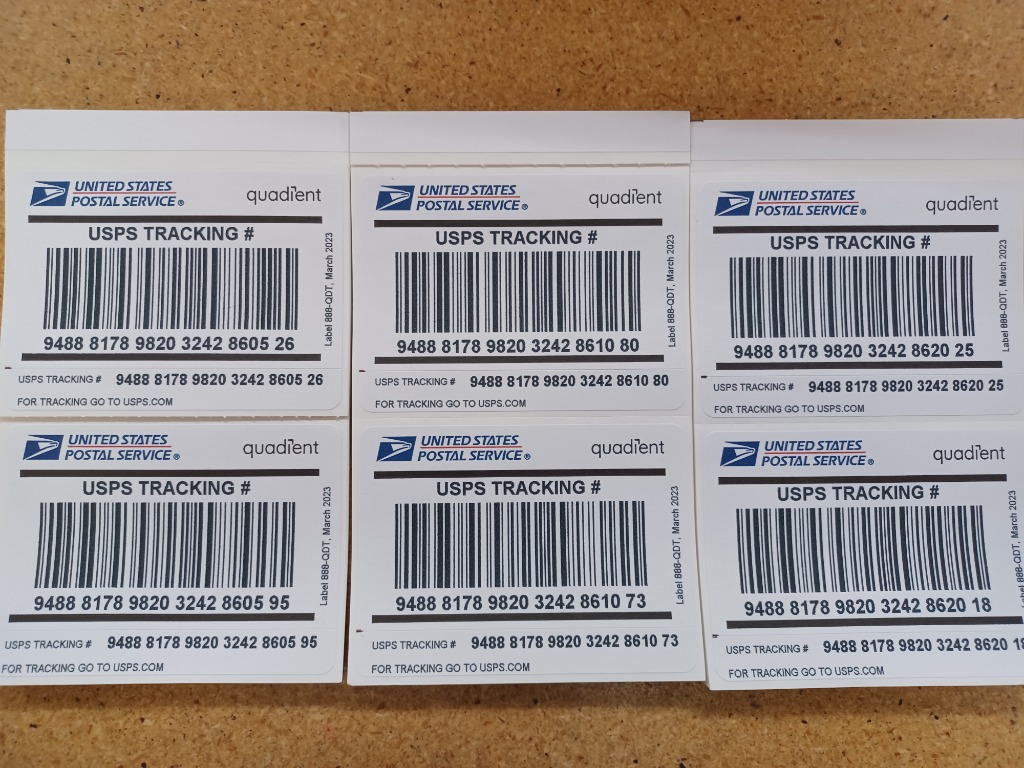 UNITED STATES
POSTAL SERVICE®
quadient
USPS TRACKING #
Label 888-QDT, March 2023
9488 8178 9820 3242 8605 26
USPS TRACKING # 9488 8178 9820 3242 8605 26
FOR TRACKING GO TO USPS.COM
UNITED STATES
POSTAL SERVICE®
quadient
USPS TRACKING #
Label 888-QDT, March 2023
9488 8178 9820 3242 8610 80
USPS TRACKING # 9488 8178 9820 3242 8610 80
FOR TRACKING GO TO USPS.COM
UNITED STATES
POSTAL SERVICE®
quadient
USPS TRACKING #
Label 888-QDT, March 2023
9488 8178 9820 3242 8620 25
USPS TRACKING # 9488 8178 9820 3242 8620 25
FOR TRACKING GO TO USPS.COM
UNITED STATES
POSTAL SERVICE®
quadient
USPS TRACKING #
Label 888-QDT, March 2023
9488 8178 9820 3242 8605 95
USPS TRACKING # 9488 8178 9820 3242 8605 95
FOR TRACKING GO TO USPS.COM
UNITED STATES
POSTAL SERVICE®
quadient
USPS TRACKING #
Label 888-QDT, March 2023
9488 8178 9820 3242 8610 73
USPS TRACKING # 9488 8178 9820 3242 8610 73
FOR TRACKING GO TO USPS.COM
UNITED STATES
POSTAL SERVICE®
quadient
USPS TRACKING #
Label 888-QDT, March 2023
9488 8178 9820 3242 8620 18
USPS TRACKING # 9488 8178 9820 3242 8620 18
FOR TRACKING GO TO USPS.COM